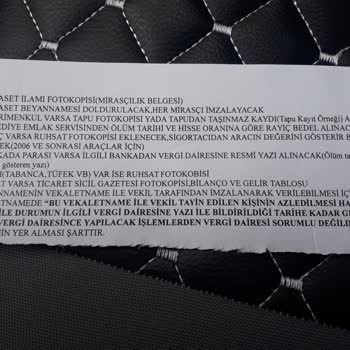 ASET İLAMI FOTOKOPİSİ(MİRASÇILIK BELGESİ)
ASET BEYANNAMESİ DOLDURULACAK,HER MİRASÇI İMZALAYACAK
RİMENKUL VARSA TAPU FOTOKOPİSİ YADA TAPUDAN TAŞINMAZ KAYDI(Tapu Kayıt Örneği) A
EDİYE EMLAK SERVİSİNDEN ÖLÜM TARİHİ VE HİSSE ORANINA GÖRE RAYİÇ BEDEL ALINAC
Ç VARSA RUHSAT FOTOKOPİSİ EKLENECEK,SİGORTACIDAN ARACIN DEĞERİNİ GÖSTERİR B
EK(2006 VE SONRASI ARAÇLAR İÇİN)
KADA PARASI VARSA İLGİLİ BANKADAN VERGİ DAİRESİNE RESMİ YAZI ALINACAK(Ölüm ta
gösteren yazı)
Hİ(TABANCA,TÜFEK VB) VAR İSE RUHSAT FOTOKOBİSİ
ET VARSA TİCARET SİCİL GAZETESİ FOTOKOPİSİ,BİLANÇO VE GELİR TABLOSU
NNAMENİN VEKALETNAME İLE VEKİL TARAFINDAN İMZALANARAK VERİLEBİLMESİ İÇ
ETNAMEDE "BU VEKALETNAME İLE VEKİL TAYİN EDİLEN KİŞİNİN AZLEDİLMESİ HA
İLE DURUMUN İLGİLİ VERGİ DAİRESİNE YAZI İLE BİLDİRİLDİĞİ TARİHE KADAR G
VERGİ DAİRESİNCE YAPILACAK İŞLEMLERDEN VERGİ DAİRESİ SORUMLU DEĞİLD
İN YER ALMASI ŞARTTIR.